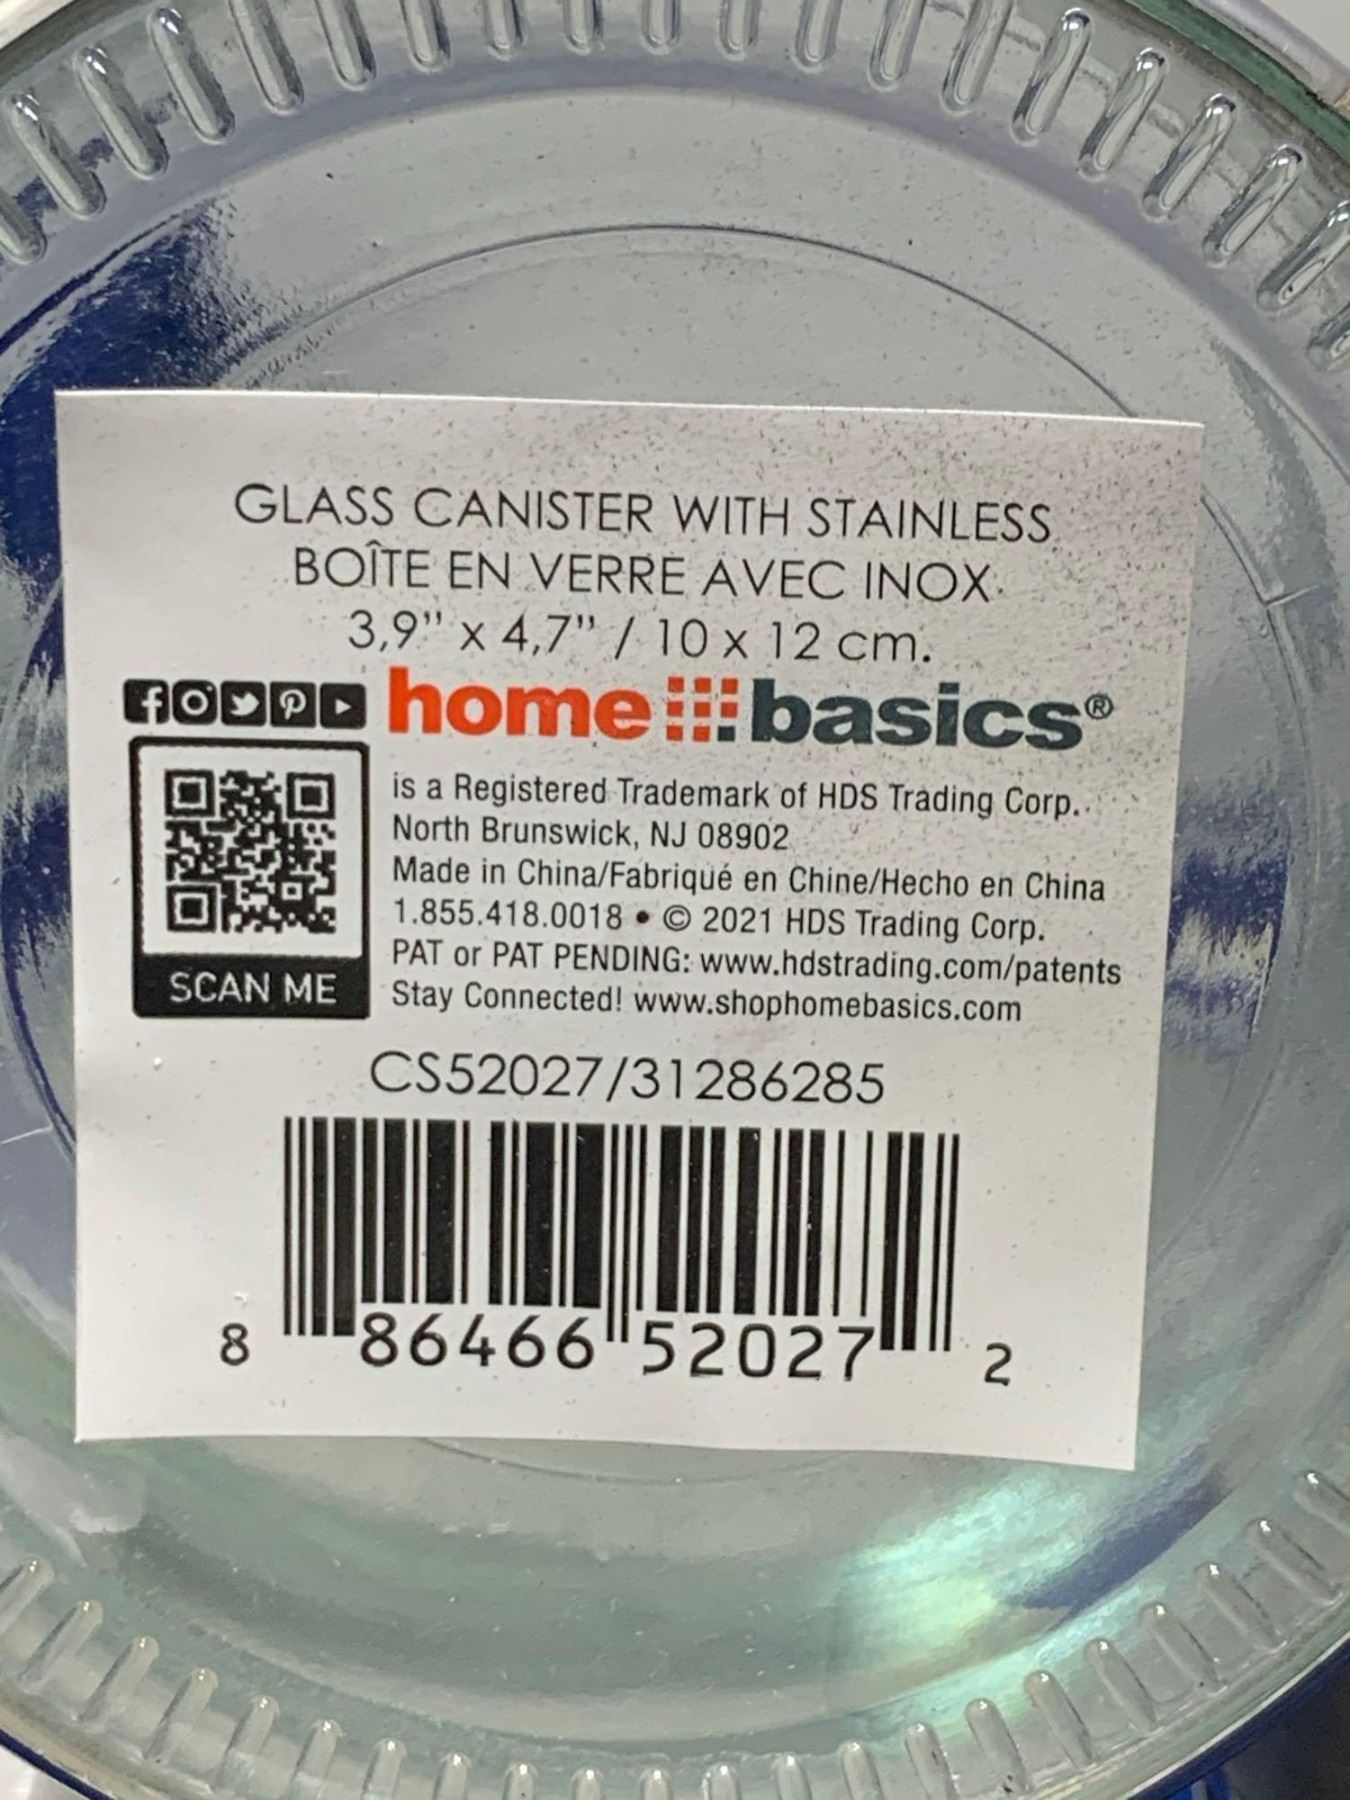 GLASS CANISTER WITH STAINLESS
BOÎTE EN VERRE AVEC INOX
3,9" x 4,7" / 10 x 12 cm.
home basics®
is a Registered Trademark of HDS Trading Corp.
North Brunswick, NJ 08902
Made in China/Fabriqué en Chine/Hecho en China
1.855.418.0018 • © 2021 HDS Trading Corp.
PAT or PAT PENDING: www.hdstrading.com/patents
Stay Connected! www.shophomebasics.com
SCAN ME
CS52027/31286285
8 86466 52027 2